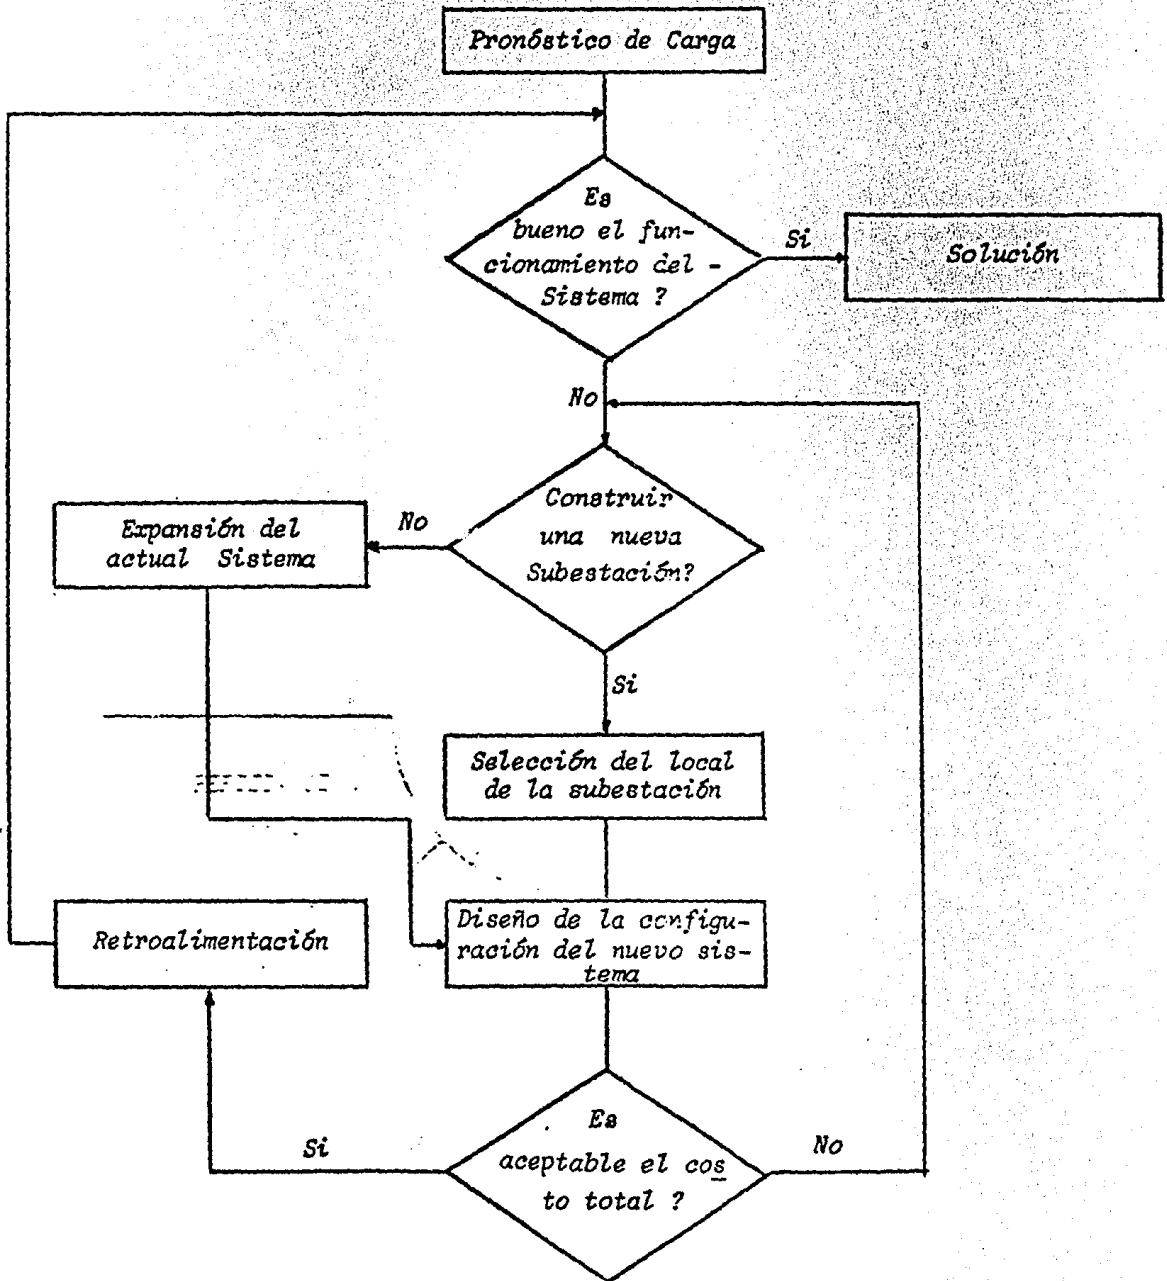 Pronóstico de Carga
Es
bueno el fun-
cionamiento del -
Sistema ?
Si
Solución
No
Construir
una nueva
Subestación?
No
Expansión del
actual Sistema
Si
Selección del local
de la subestación
Diseño de la configu-
ración del nuevo sis-
tema
Retroalimentación
Es
aceptable el cos
to total ?
Si
No